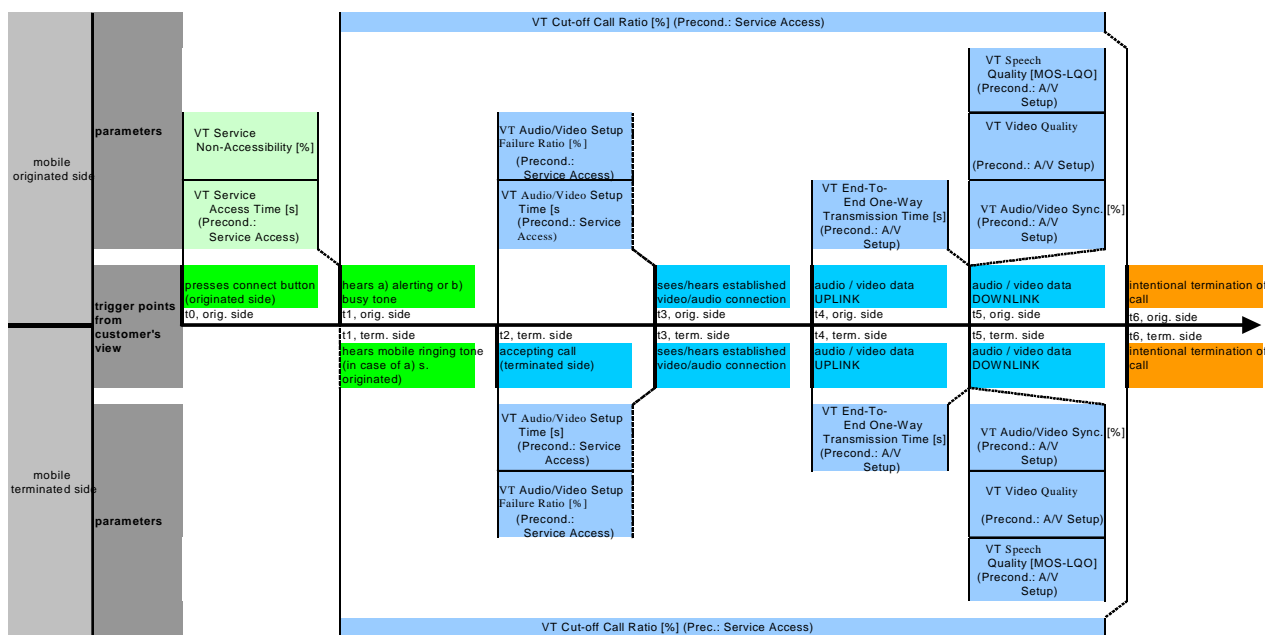 VT Cut-off Call Ratio [%] (Precond.: Service Access)
mobile
originated side
parameters
VT Service
Non-Accessibility [%]
VT Service
Access Time [s]
(Precond.:
Service Access)
VT Audio/Video Setup
Failure Ratio [%]
(Precond.:
Service Access)
VT Audio/Video Setup
Time [s
(Precond.: Service
Access)
VT End-To-
End One-Way
Transmission Time [s]
(Precond.: A/V
Setup)
VT Speech
Quality [MOS-LQO]
(Precond.: A/V
Setup)
VT Video Quality
(Precond.: A/V Setup)
VT Audio/Video Sync. [%]
(Precond.: A/V
Setup)
trigger points
from
customer's
view
presses connect button
(originated side)
hears a) alerting or b)
busy tone
sees/hears established
video/audio connection
audio / video data
UPLINK
audio / video data
DOWNLINK
intentional termination of
call
t0, orig. side
t1, orig. side
t3, orig. side
t4, orig. side
t5, orig. side
t6, orig. side
t1, term. side
t2, term. side
t3, term. side
t4, term. side
t5, term. side
t6, term. side
hears mobile ringing tone
(in case of a) s.
originated)
accepting call
(terminated side)
sees/hears established
video/audio connection
audio / video data
UPLINK
audio / video data
DOWNLINK
intentional termination of
call
mobile
terminated side
parameters
VT Audio/Video Setup
Time [s]
(Precond.: Service
Access)
VT Audio/Video Setup
Failure Ratio [%]
(Precond.:
Service Access)
VT End-To-
End One-Way
Transmission Time [s]
(Precond.: A/V
Setup)
VT Audio/Video Sync. [%]
(Precond.: A/V
Setup)
VT Video Quality
(Precond.: A/V Setup)
VT Speech
Quality [MOS-LQO]
(Precond.: A/V
Setup)
VT Cut-off Call Ratio [%] (Prec.: Service Access)